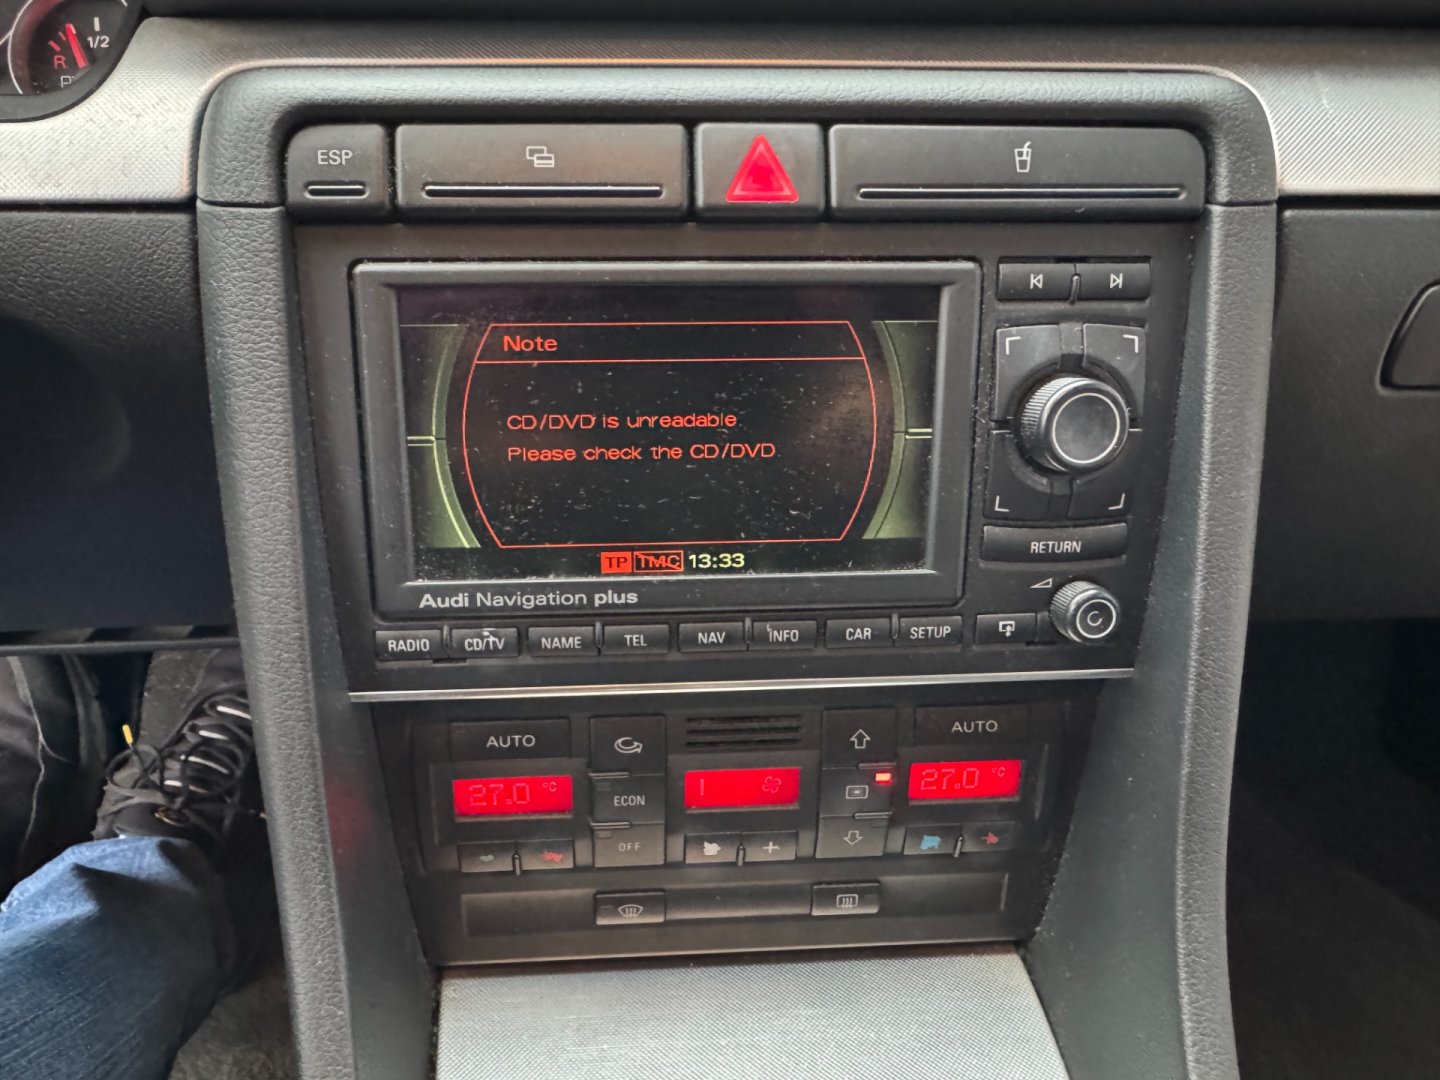 1/2
R
ESP
Note
CD/DVD is unreadable.
Please check the CD/DVD.
TP TMC 13:33
Audi Navigation plus
RETURN
RADIO CD/TV NAME TEL NAV INFO CAR SETUP
AUTO AUTO
27.0 °C 1 27.0 °C
ECON
OFF